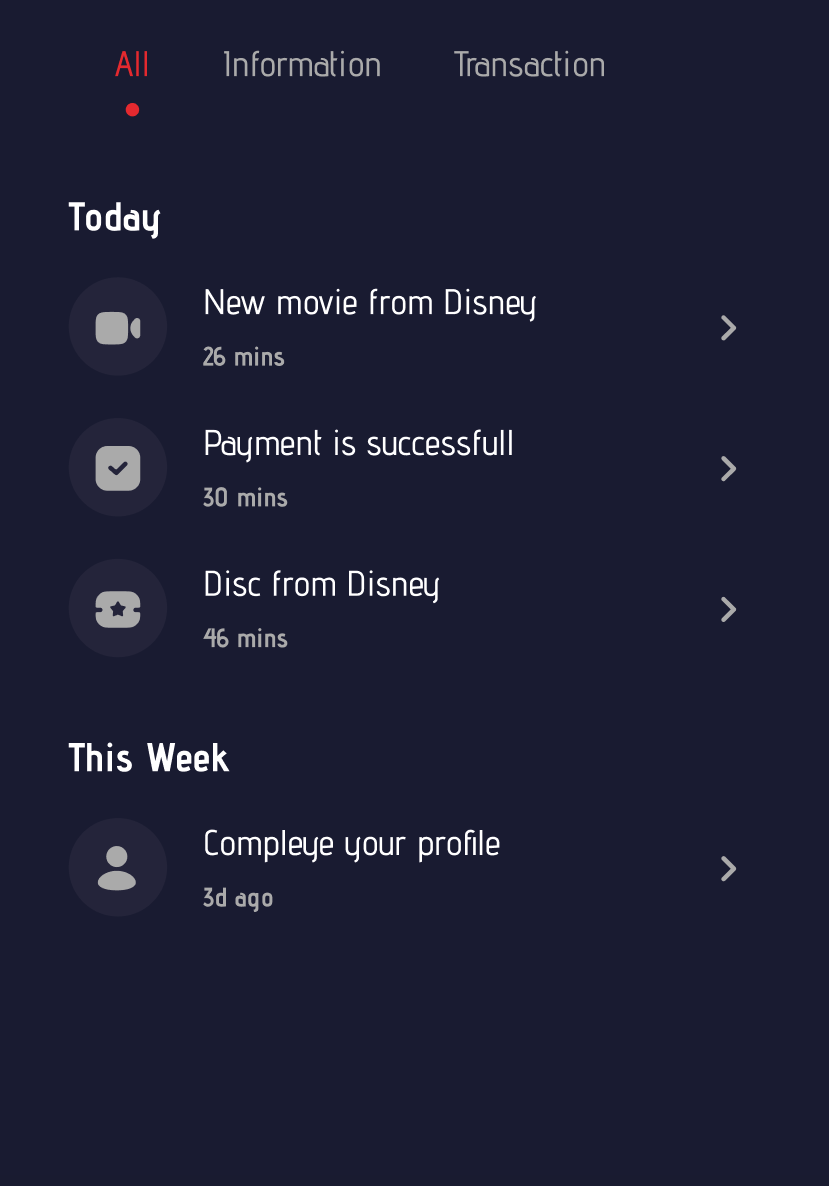 All Information Transaction
Today
New movie from Disney
26 mins
Payment is successfull
30 mins
Disc from Disney
46 mins
This Week
Compleye your profile
3d ago